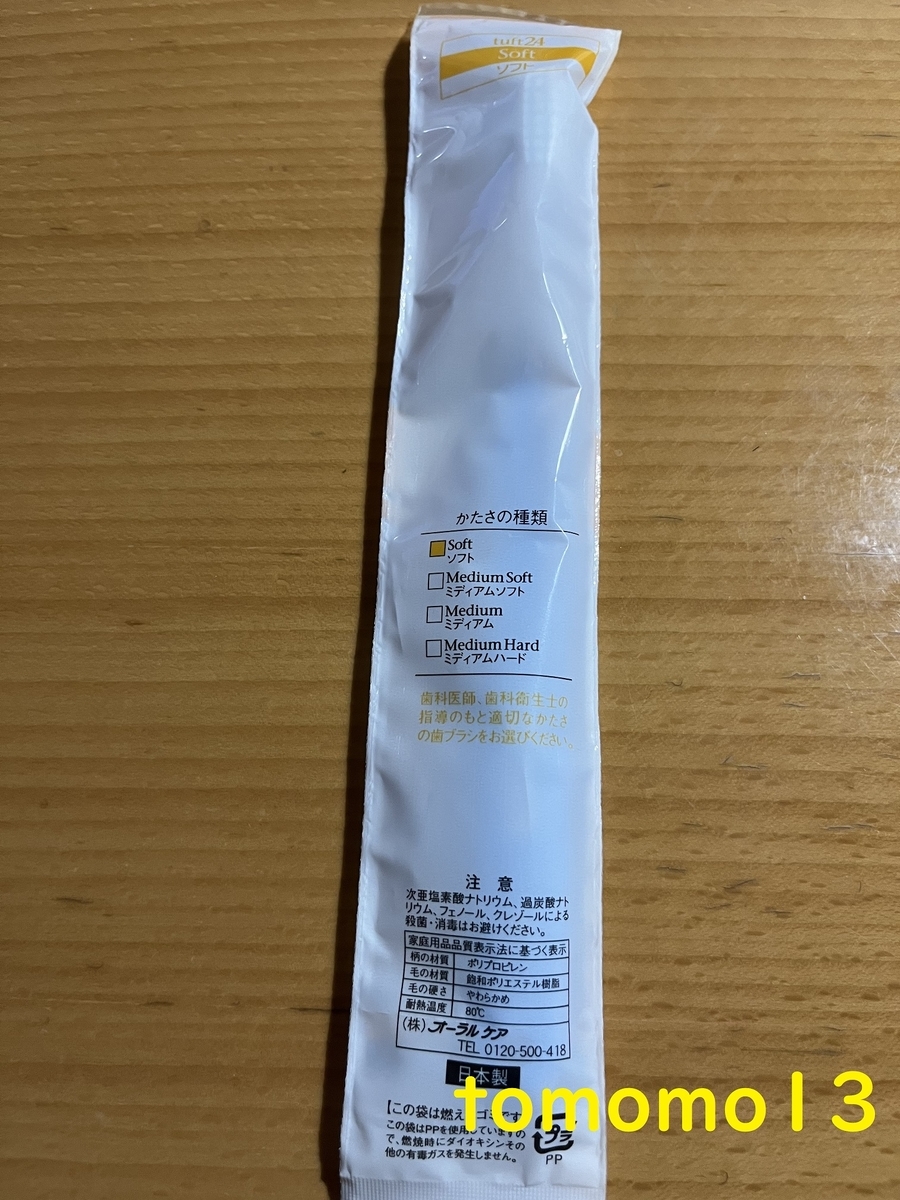 tuft24
Soft
ソフト
かたさの種類
Soft
ソフト
Medium Soft
ミディアムソフト
Medium
ミディアム
Medium Hard
ミディアムハード
歯科医師、歯科衛生士の
指導のもと適切なかたさ
の歯ブラシをお選びください。
注 意
次亜塩素酸ナトリウム、過炭酸ナト
リウム、フェノール、クレゾールによる
殺菌・消毒はお避けください。
家庭用品品質表示法に基づく表示
柄の材質 ポリプロピレン
毛の材質 飽和ポリエステル樹脂
毛の硬さ やわらかめ
耐熱温度 80℃
(株)オーラルケア
TEL 0120-500-418
日本製
tomomo13
【この袋は燃え ゴミです
この袋はPPを使用していますの
で、燃焼時にダイオキシンその
他の有毒ガスを発生しません。
プラ
PP